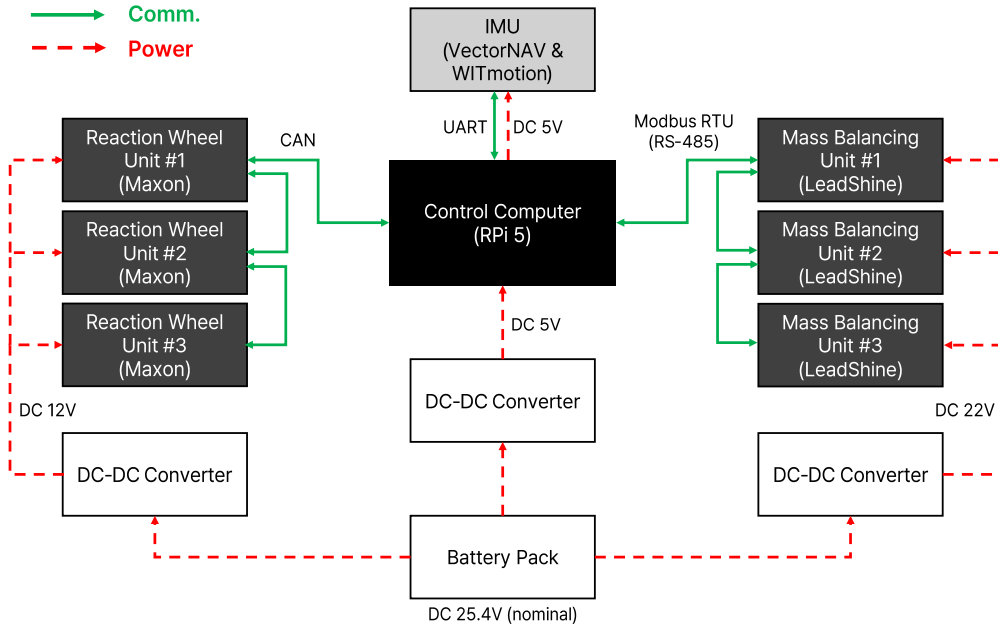 Comm.
Power
IMU
(VectorNAV &
WITmotion)
UART
DC 5V
CAN
Modbus RTU
(RS-485)
Reaction Wheel
Unit #1
(Maxon)
Reaction Wheel
Unit #2
(Maxon)
Reaction Wheel
Unit #3
(Maxon)
Control Computer
(RPi 5)
Mass Balancing
Unit #1
(LeadShine)
Mass Balancing
Unit #2
(LeadShine)
Mass Balancing
Unit #3
(LeadShine)
DC 5V
DC 12V
DC-DC Converter
DC-DC Converter
DC 22V
DC-DC Converter
Battery Pack
DC 25.4V (nominal)